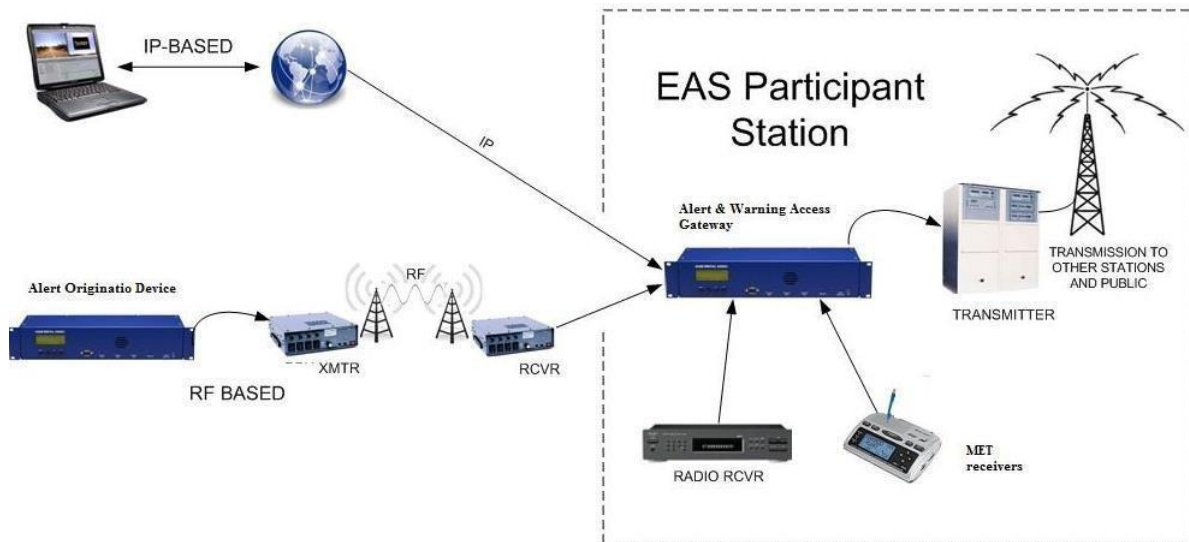 IP-BASED
EAS Participant
Station
IP
Alert & Warning Access
Gateway
TRANSMISSION TO
OTHER STATIONS
AND PUBLIC
TRANSMITTER
RF
Alert Originatio Device
XMTR
RCVR
RF BASED
RADIO RCVR
MET
receivers